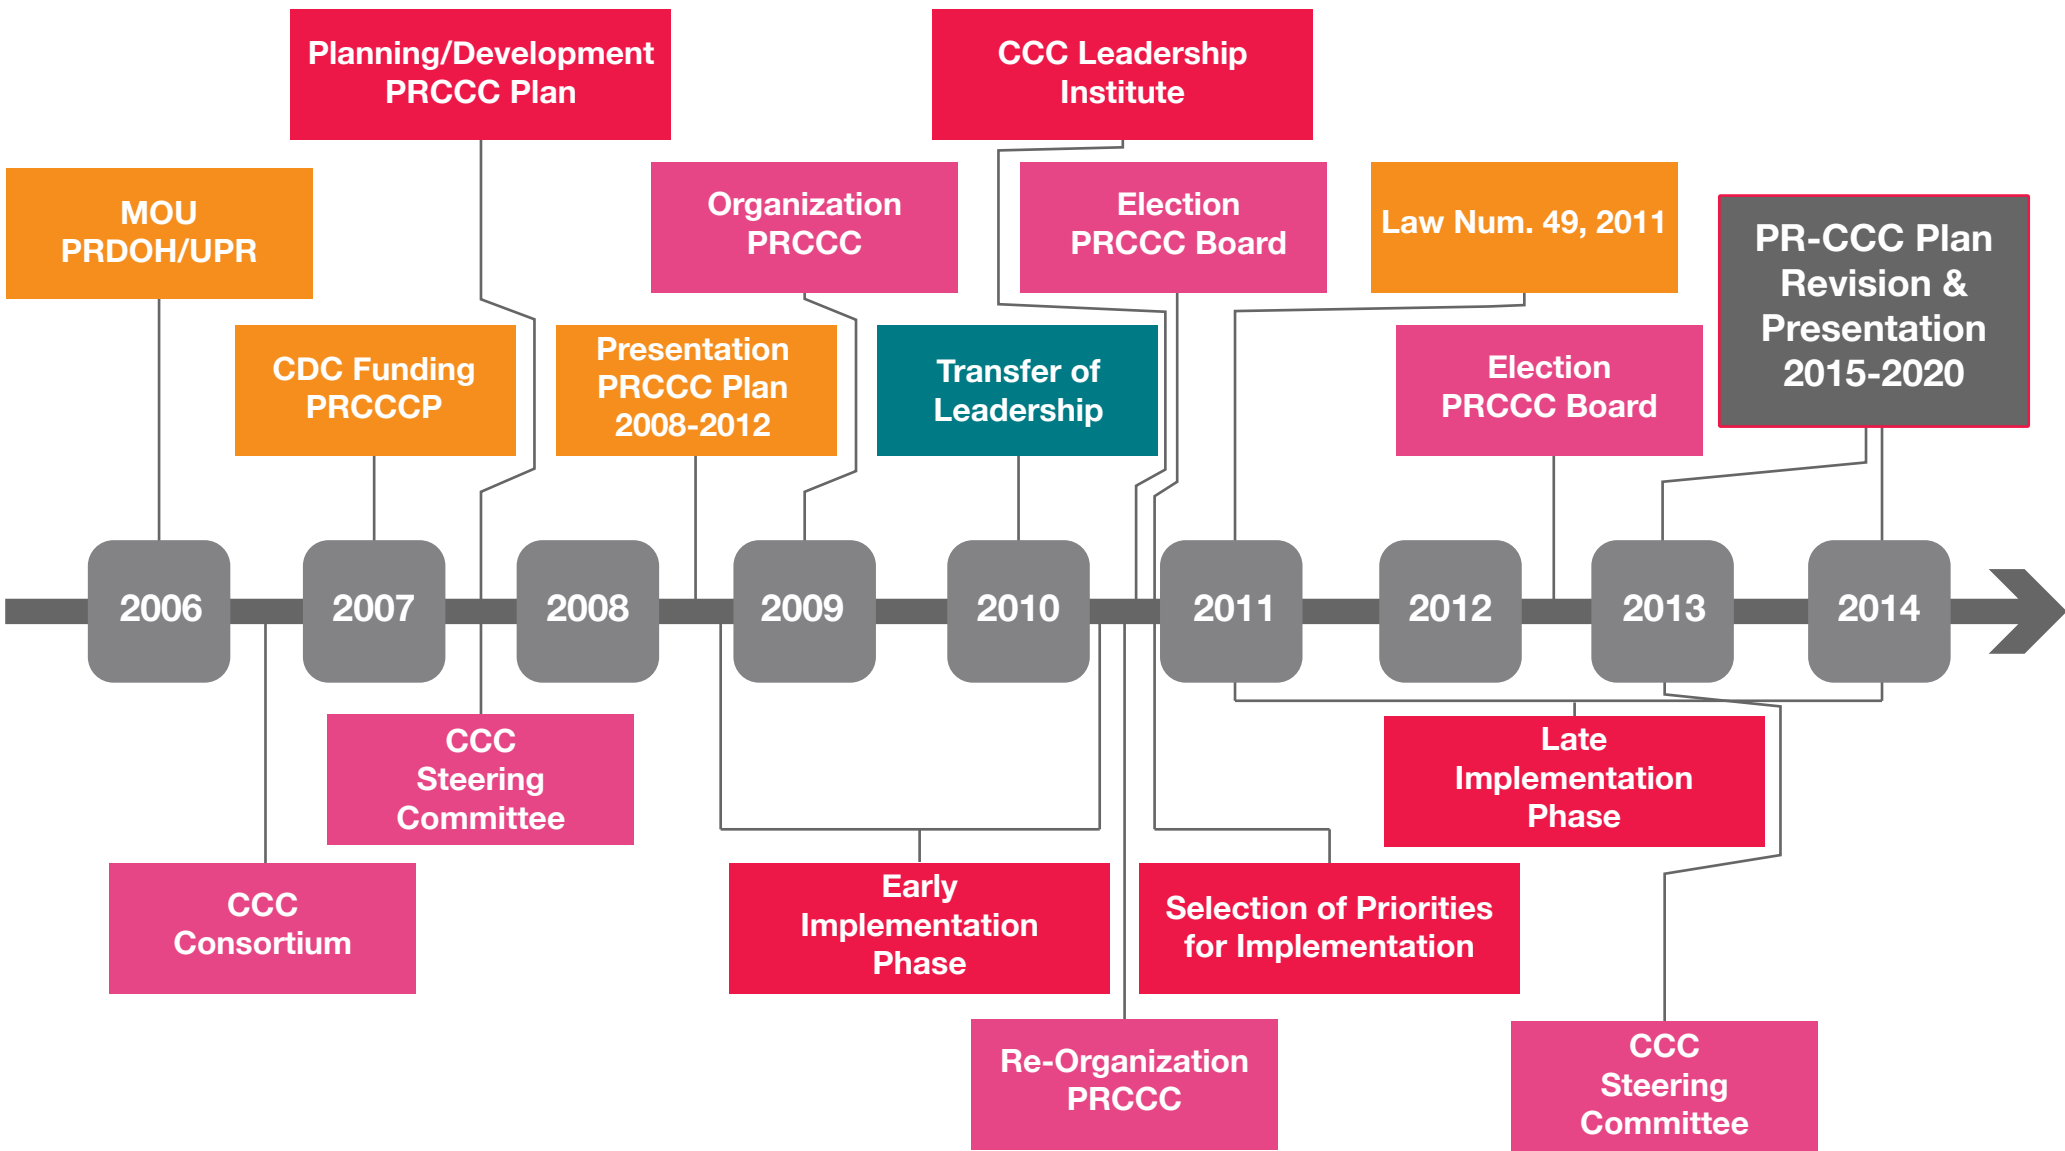 Planning/Development
PRCCC Plan
CCC Leadership
Institute
MOU
PRDOH/UPR
Organization
PRCCC
Election
PRCCC Board
Law Num. 49, 2011
PR-CCC Plan
Revision &
Presentation
2015-2020
CDC Funding
PRCCCP
Presentation
PRCCC Plan
2008-2012
Transfer of
Leadership
Election
PRCCC Board
2006
2007
2008
2009
2010
2011
2012
2013
2014
CCC
Steering
Committee
Late
Implementation
Phase
CCC
Consortium
Early
Implementation
Phase
Selection of Priorities
for Implementation
Re-Organization
PRCCC
CCC
Steering
Committee